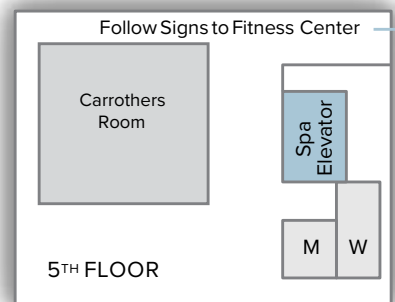 Follow Signs to Fitness Center
Carrothers
Room
Spa
Elevator
M
W
5TH FLOOR